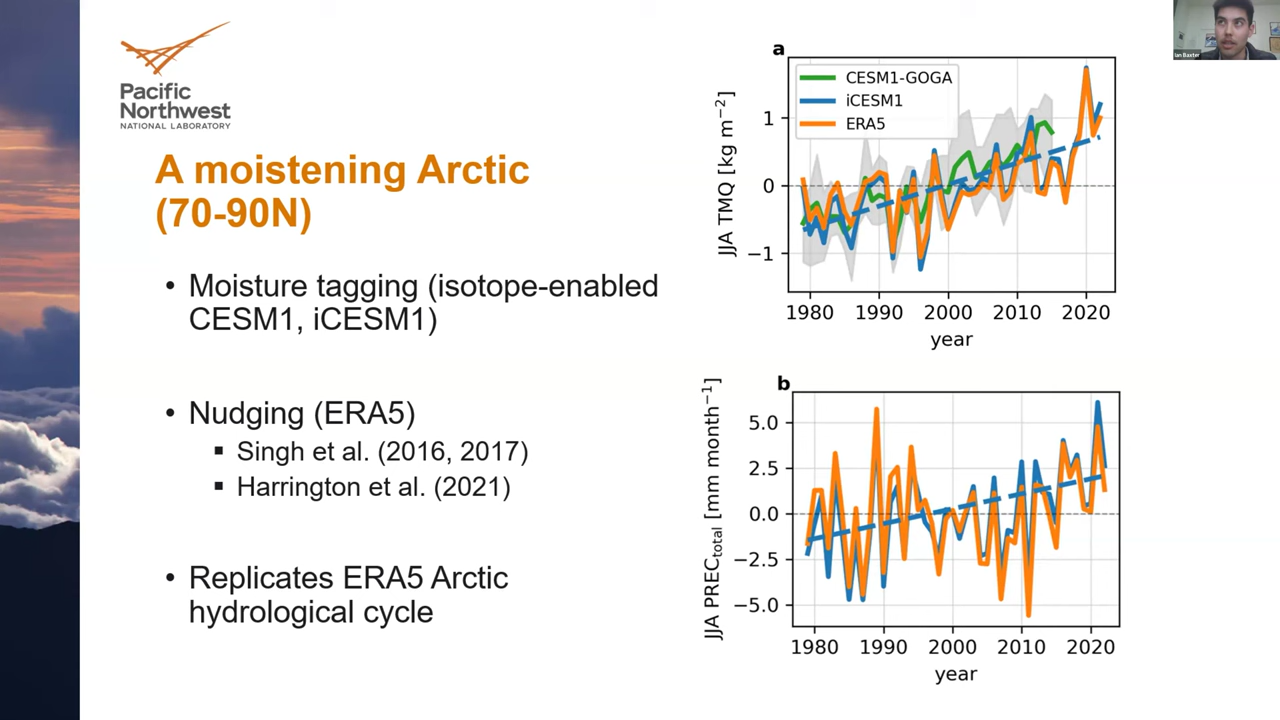 Pacific
Northwest
NATIONAL LABORATORY
A moistening Arctic
(70-90N)
• Moisture tagging (isotope-enabled
CESM1, iCESM1)
• Nudging (ERA5)
▪ Singh et al. (2016, 2017)
▪ Harrington et al. (2021)
• Replicates ERA5 Arctic
hydrological cycle
a
CESM1-GOGA
iCESM1
ERA5
JJA TMQ [kg m⁻²]
1
0
−1
1980 1990 2000 2010 2020
year
b
JJA PREC_total [mm month⁻¹]
5.0
2.5
0.0
−2.5
−5.0
1980 1990 2000 2010 2020
year
Ian Baxter